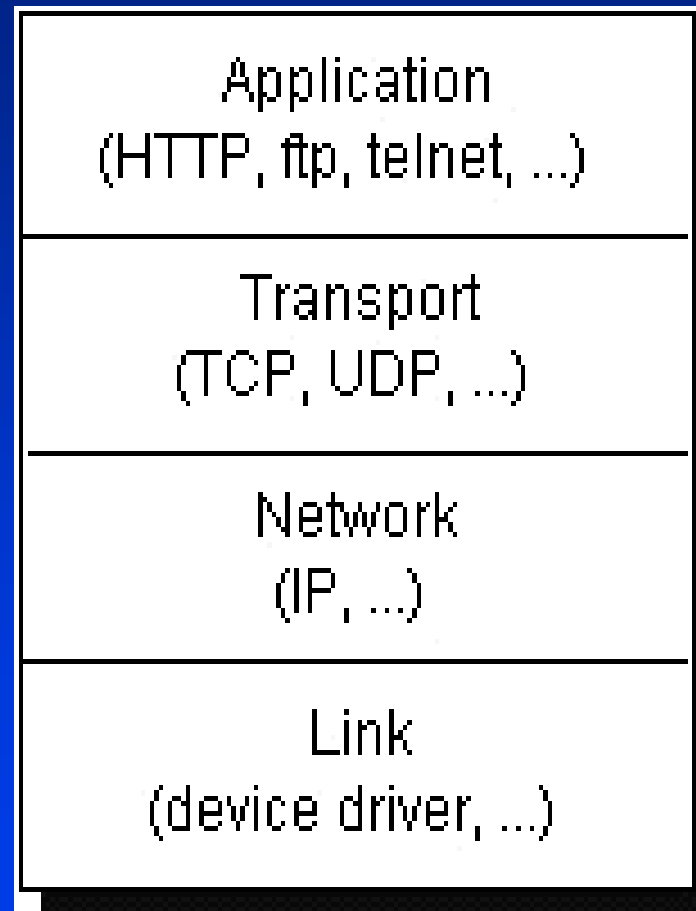 Application
(HTTP, ftp, telnet, ...)
Transport
(TCP, UDP, ...)
Network
(IP, ...)
Link
(device driver, ...)